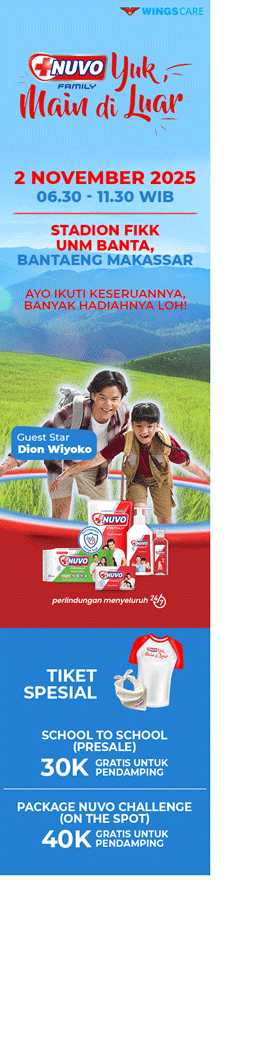 WINGSCARE
NUVO
FAMILY
Yuk,
Main di Luar
2 NOVEMBER 2025
06.30 - 11.30 WIB
STADION FIKK
UNM BANTA,
BANTAENG MAKASSAR
AYO IKUTI KESERUANNYA,
BANYAK HADIAHNYA LOH!
Guest Star
Dion Wiyoko
NUVO
FAMILY
NUVO
NUVO
NUVO
perlindungan menyeluruh 24/7
TIKET
SPESIAL
SCHOOL TO SCHOOL
(PRESALE)
30K GRATIS UNTUK
PENDAMPING
PACKAGE NUVO CHALLENGE
(ON THE SPOT)
40K GRATIS UNTUK
PENDAMPING